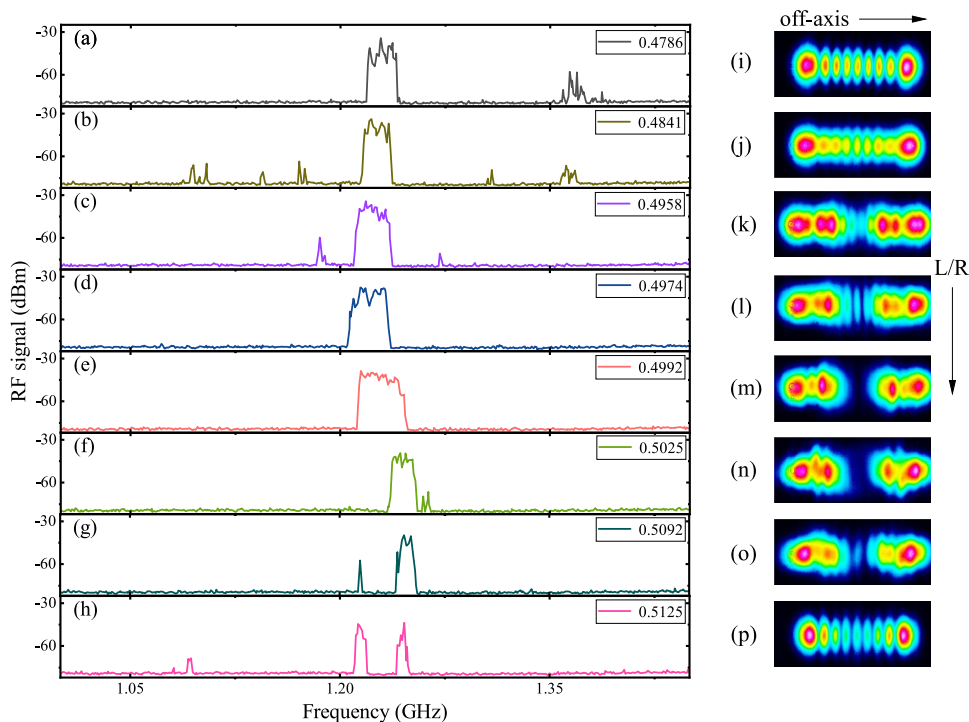 (a)
-30
-60
0.4786
(b)
-30
-60
0.4841
(c)
-30
-60
0.4958
(d)
-30
-60
0.4974
(e)
-30
-60
0.4992
(f)
-30
-60
0.5025
(g)
-30
-60
0.5092
(h)
-30
-60
0.5125
RF signal (dBm)
1.05 1.20 1.35
Frequency (GHz)
off-axis
(i)
(j)
(k)
(l)
(m)
(n)
(o)
(p)
L/R